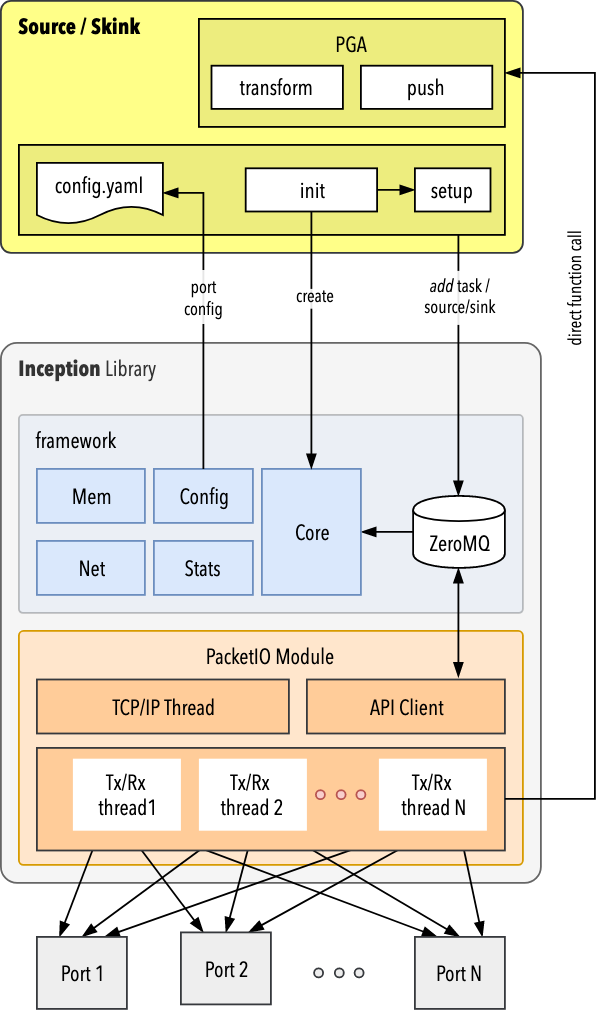 Source / Skink
PGA
transform
push
config.yaml
init
setup
port
config
create
add task /
source/sink
direct function call
Inception Library
framework
Mem
Config
Core
ZeroMQ
Net
Stats
PacketIO Module
TCP/IP Thread
API Client
Tx/Rx
thread1
Tx/Rx
thread 2
Tx/Rx
thread N
Port 1
Port 2
Port N